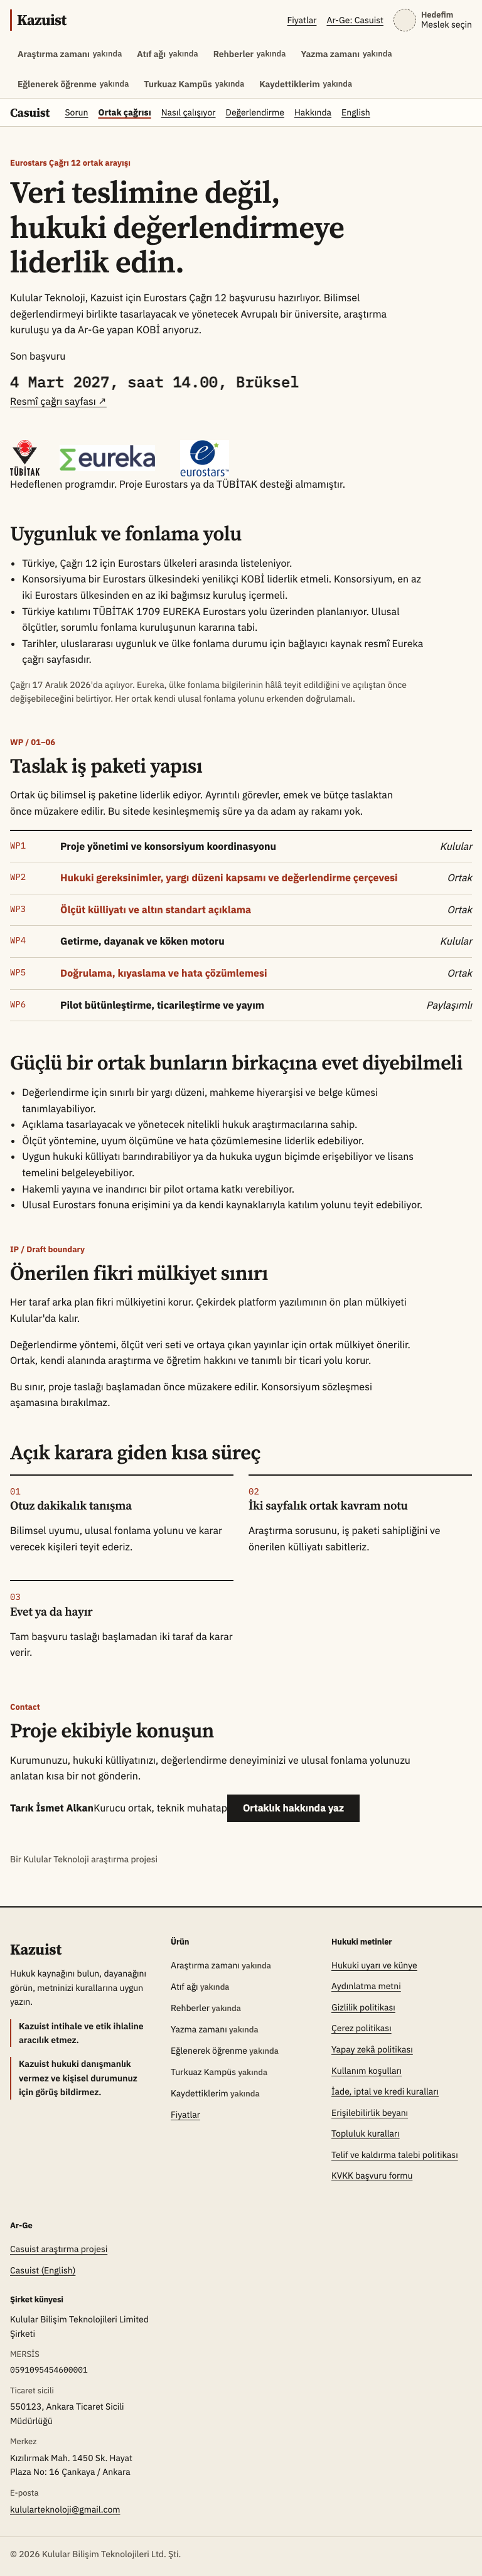 Kazuist
Fiyatlar Ar-Ge: Casuist
Hedefim
Meslek seçin
Araştırma zamanı yakında Atıf ağı yakında Rehberler yakında Yazma zamanı yakında
Eğlenerek öğrenme yakında Turkuaz Kampüs yakında Kaydettiklerim yakında
Casuist Sorun Ortak çağrısı Nasıl çalışıyor Değerlendirme Hakkında English
Eurostars Çağrı 12 ortak arayışı
Veri teslimine değil,
hukuki değerlendirmeye
liderlik edin.
Kulular Teknoloji, Kazuist için Eurostars Çağrı 12 başvurusu hazırlıyor. Bilimsel
değerlendirmeyi birlikte tasarlayacak ve yönetecek Avrupalı bir üniversite, araştırma
kuruluşu ya da Ar-Ge yapan KOBİ arıyoruz.
Son başvuru
4 Mart 2027, saat 14.00, Brüksel
Resmî çağrı sayfası ↗
TÜBİTAK
eureka
eurostars™
Hedeflenen programdır. Proje Eurostars ya da TÜBİTAK desteği almamıştır.
Uygunluk ve fonlama yolu
• Türkiye, Çağrı 12 için Eurostars ülkeleri arasında listeleniyor.
• Konsorsiyuma bir Eurostars ülkesindeki yenilikçi KOBİ liderlik etmeli. Konsorsiyum, en az
iki Eurostars ülkesinden en az iki bağımsız kuruluş içermeli.
• Türkiye katılımı TÜBİTAK 1709 EUREKA Eurostars yolu üzerinden planlanıyor. Ulusal
ölçütler, sorumlu fonlama kuruluşunun kararına tabi.
• Tarihler, uluslararası uygunluk ve ülke fonlama durumu için bağlayıcı kaynak resmî Eureka
çağrı sayfasıdır.
Çağrı 17 Aralık 2026'da açılıyor. Eureka, ülke fonlama bilgilerinin hâlâ teyit edildiğini ve açılıştan önce
değişebileceğini belirtiyor. Her ortak kendi ulusal fonlama yolunu erkenden doğrulamalı.
WP / 01–06
Taslak iş paketi yapısı
Ortak üç bilimsel iş paketine liderlik ediyor. Ayrıntılı görevler, emek ve bütçe taslaktan
önce müzakere edilir. Bu sitede kesinleşmemiş süre ya da adam ay rakamı yok.
WP1 Proje yönetimi ve konsorsiyum koordinasyonu Kulular
WP2 Hukuki gereksinimler, yargı düzeni kapsamı ve değerlendirme çerçevesi Ortak
WP3 Ölçüt külliyatı ve altın standart açıklama Ortak
WP4 Getirme, dayanak ve köken motoru Kulular
WP5 Doğrulama, kıyaslama ve hata çözümlemesi Ortak
WP6 Pilot bütünleştirme, ticarileştirme ve yayım Paylaşımlı
Güçlü bir ortak bunların birkaçına evet diyebilmeli
• Değerlendirme için sınırlı bir yargı düzeni, mahkeme hiyerarşisi ve belge kümesi
tanımlayabiliyor.
• Açıklama tasarlayacak ve yönetecek nitelikli hukuk araştırmacılarına sahip.
• Ölçüt yöntemine, uyum ölçümüne ve hata çözümlemesine liderlik edebiliyor.
• Uygun hukuki külliyatı barındırabiliyor ya da hukuka uygun biçimde erişebiliyor ve lisans
temelini belgeleyebiliyor.
• Hakemli yayına ve inandırıcı bir pilot ortama katkı verebiliyor.
• Ulusal Eurostars fonuna erişimini ya da kendi kaynaklarıyla katılım yolunu teyit edebiliyor.
IP / Draft boundary
Önerilen fikri mülkiyet sınırı
Her taraf arka plan fikri mülkiyetini korur. Çekirdek platform yazılımının ön plan mülkiyeti
Kulular'da kalır.
Değerlendirme yöntemi, ölçüt veri seti ve ortaya çıkan yayınlar için ortak mülkiyet önerilir.
Ortak, kendi alanında araştırma ve öğretim hakkını ve tanımlı bir ticari yolu korur.
Bu sınır, proje taslağı başlamadan önce müzakere edilir. Konsorsiyum sözleşmesi
aşamasına bırakılmaz.
Açık karara giden kısa süreç
01
Otuz dakikalık tanışma
Bilimsel uyumu, ulusal fonlama yolunu ve karar
verecek kişileri teyit ederiz.
02
İki sayfalık ortak kavram notu
Araştırma sorusunu, iş paketi sahipliğini ve
önerilen külliyatı sabitleriz.
03
Evet ya da hayır
Tam başvuru taslağı başlamadan iki taraf da karar
verir.
Contact
Proje ekibiyle konuşun
Kurumunuzu, hukuki külliyatınızı, değerlendirme deneyiminizi ve ulusal fonlama yolunuzu
anlatan kısa bir not gönderin.
Tarık İsmet AlkanKurucu ortak, teknik muhatap Ortaklık hakkında yaz
Bir Kulular Teknoloji araştırma projesi
Kazuist
Hukuk kaynağını bulun, dayanağını
görün, metninizi kurallarına uygun
yazın.
Kazuist intihale ve etik ihlaline
aracılık etmez.
Kazuist hukuki danışmanlık
vermez ve kişisel durumunuz
için görüş bildirmez.
Ürün
Araştırma zamanı yakında
Atıf ağı yakında
Rehberler yakında
Yazma zamanı yakında
Eğlenerek öğrenme yakında
Turkuaz Kampüs yakında
Kaydettiklerim yakında
Fiyatlar
Hukuki metinler
Hukuki uyarı ve künye
Aydınlatma metni
Gizlilik politikası
Çerez politikası
Yapay zekâ politikası
Kullanım koşulları
İade, iptal ve kredi kuralları
Erişilebilirlik beyanı
Topluluk kuralları
Telif ve kaldırma talebi politikası
KVKK başvuru formu
Ar-Ge
Casuist araştırma projesi
Casuist (English)
Şirket künyesi
Kulular Bilişim Teknolojileri Limited
Şirketi
MERSİS
0591095454600001
Ticaret sicili
550123, Ankara Ticaret Sicili
Müdürlüğü
Merkez
Kızılırmak Mah. 1450 Sk. Hayat
Plaza No: 16 Çankaya / Ankara
E-posta
kulularteknoloji@gmail.com
© 2026 Kulular Bilişim Teknolojileri Ltd. Şti.